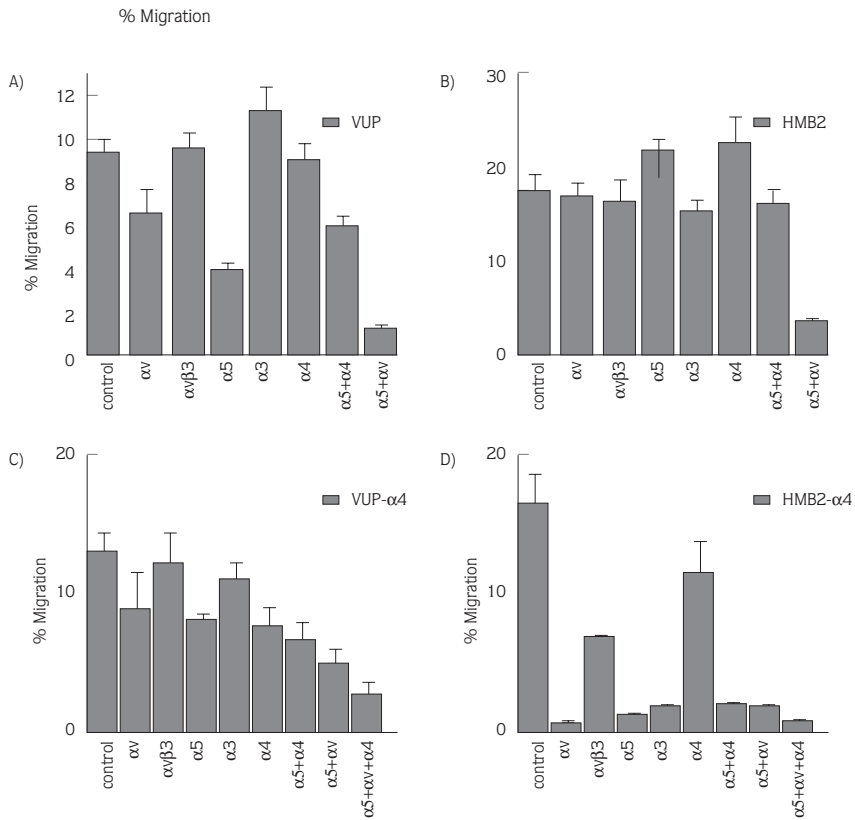 % Migration
A)
% Migration
12
10
8
6
4
2
0
VUP
control
αv
αvβ3
α5
α3
α4
α5+α4
α5+αv
B)
30
20
10
0
HMB2
control
αv
αvβ3
α5
α3
α4
α5+α4
α5+αv
C)
% Migration
20
10
0
VUP-α4
control
αv
αvβ3
α5
α3
α4
α5+α4
α5+αv
α5+αv+α4
D)
% Migration
20
10
0
HMB2-α4
control
αv
αvβ3
α5
α3
α4
α5+α4
α5+αv
α5+αv+α4